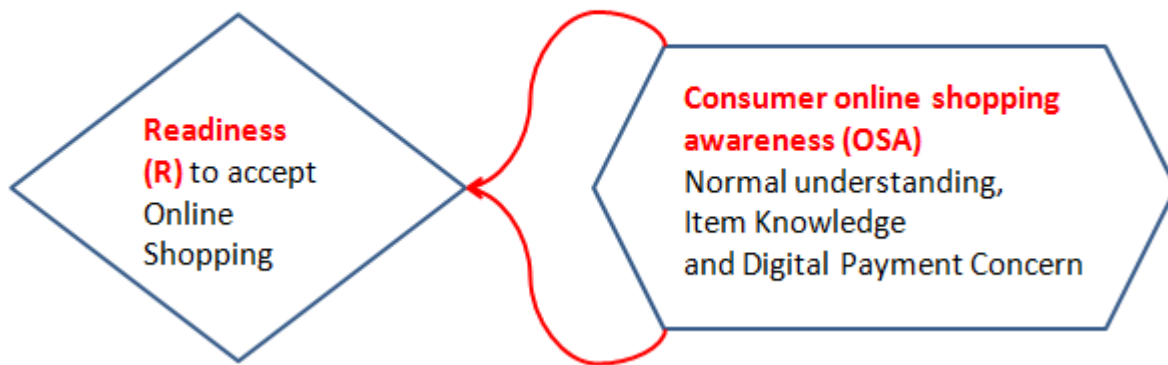 Readiness
(R) to accept
Online
Shopping
Consumer online shopping
awareness (OSA)
Normal understanding,
Item Knowledge
and Digital Payment Concern